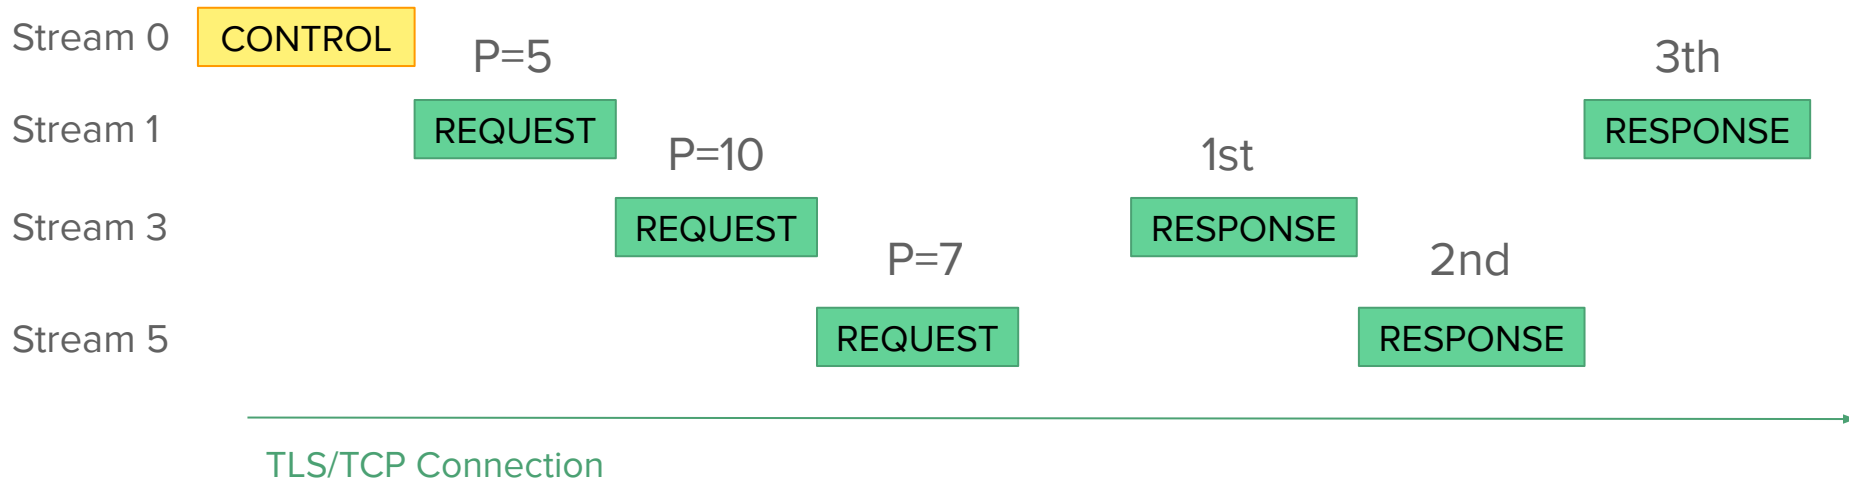 Stream 0
CONTROL
P=5
3th
Stream 1
REQUEST
RESPONSE
P=10
1st
Stream 3
REQUEST
RESPONSE
P=7
2nd
Stream 5
REQUEST
RESPONSE
TLS/TCP Connection